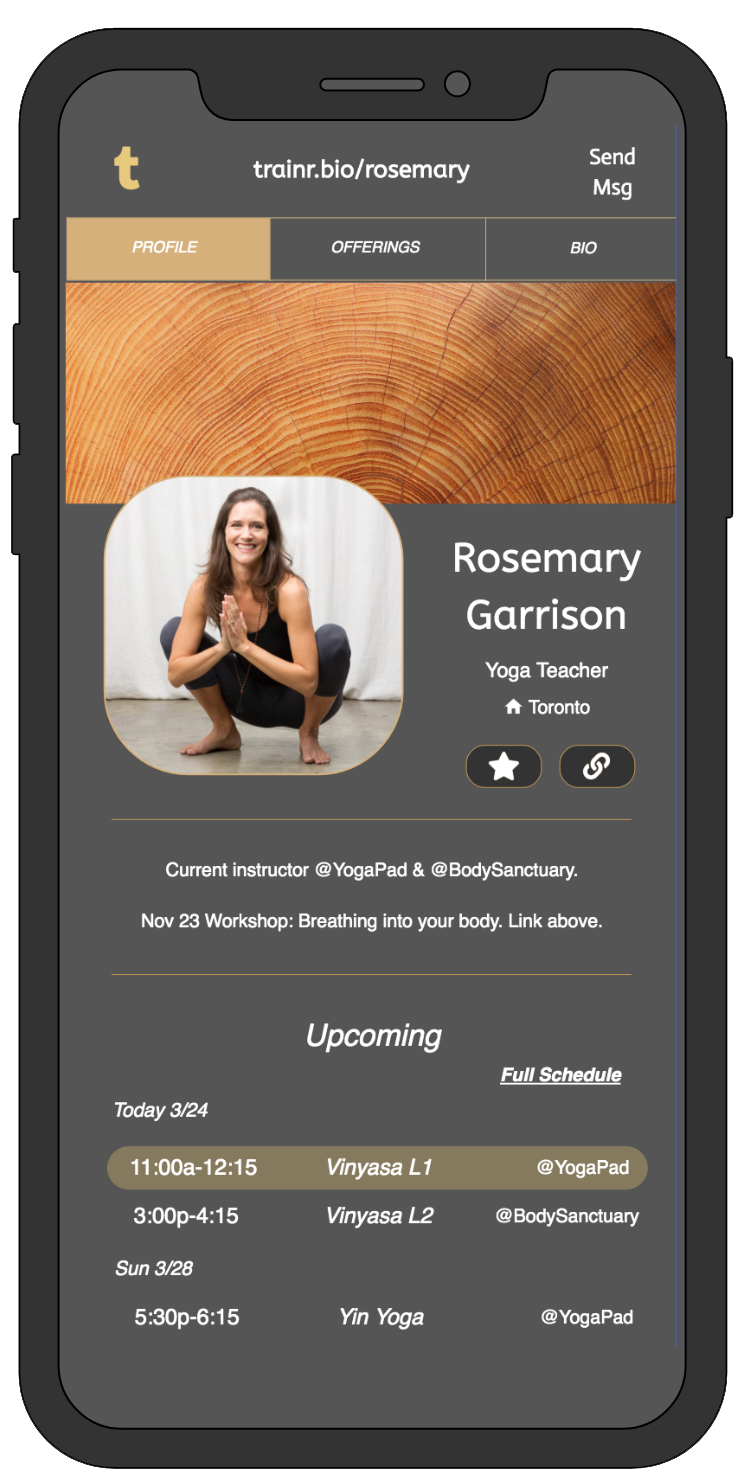 t
trainr.bio/rosemary
Send
Msg
PROFILE
OFFERINGS
BIO
Rosemary
Garrison
Yoga Teacher
Toronto
Current instructor @YogaPad & @BodySanctuary.
Nov 23 Workshop: Breathing into your body. Link above.
Upcoming
Full Schedule
Today 3/24
11:00a-12:15 Vinyasa L1 @YogaPad
3:00p-4:15 Vinyasa L2 @BodySanctuary
Sun 3/28
5:30p-6:15 Yin Yoga @YogaPad